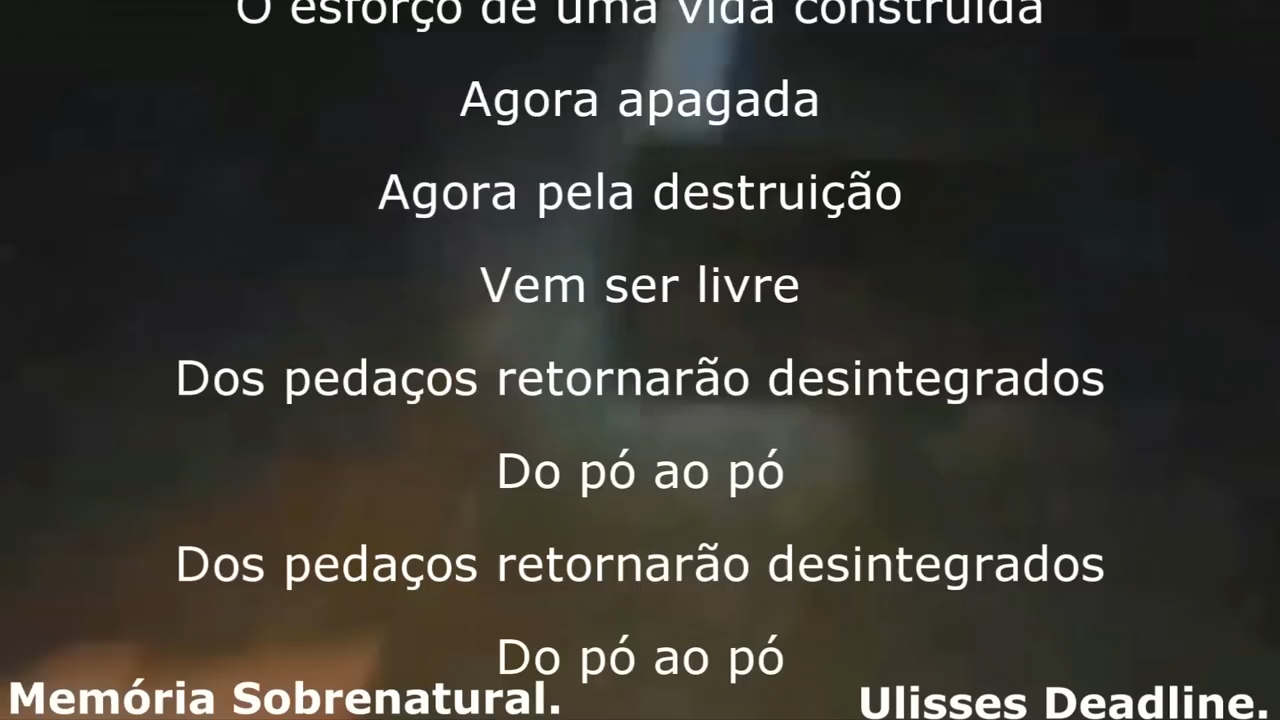 O esforço de uma vida construída
Agora apagada
Agora pela destruição
Vem ser livre
Dos pedaços retornarão desintegrados
Do pó ao pó
Dos pedaços retornarão desintegrados
Do pó ao pó
Memória Sobrenatural.
Ulisses Deadline.